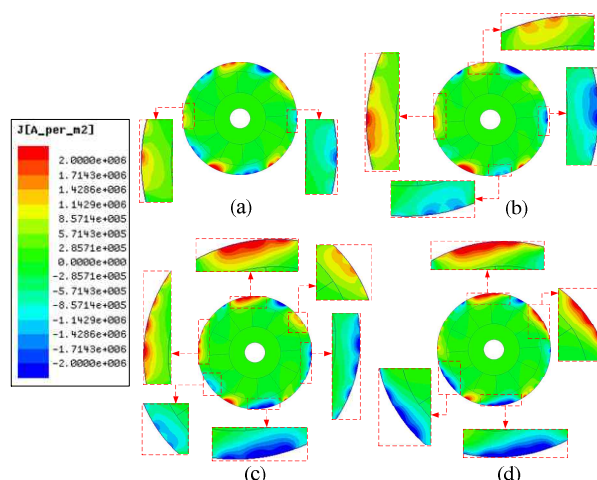 (a)
(b)
J[A_per_m2]
2.0000e+006
1.7143e+006
1.4286e+006
1.1429e+006
8.5714e+005
5.7143e+005
2.8571e+005
0.0000e+000
-2.8571e+005
-5.7143e+005
-8.5714e+005
-1.1429e+006
-1.4286e+006
-1.7143e+006
-2.0000e+006
(c)
(d)